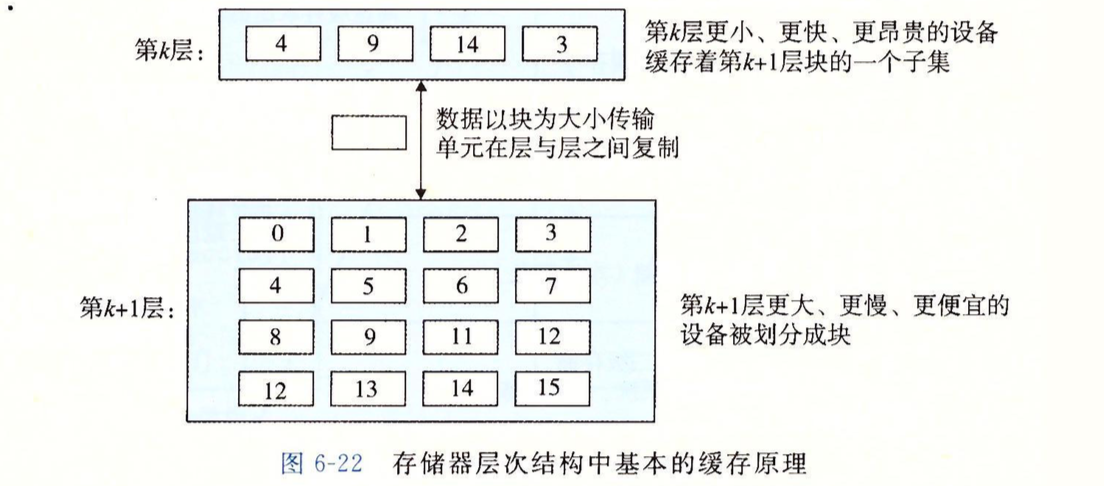 第k层：
4 9 14 3
第k层更小、更快、更昂贵的设备
缓存着第k+1层块的一个子集
数据以块为大小传输
单元在层与层之间复制
第k+1层：
0 1 2 3
4 5 6 7
8 9 11 12
12 13 14 15
第k+1层更大、更慢、更便宜的
设备被划分成块
图 6-22 存储器层次结构中基本的缓存原理